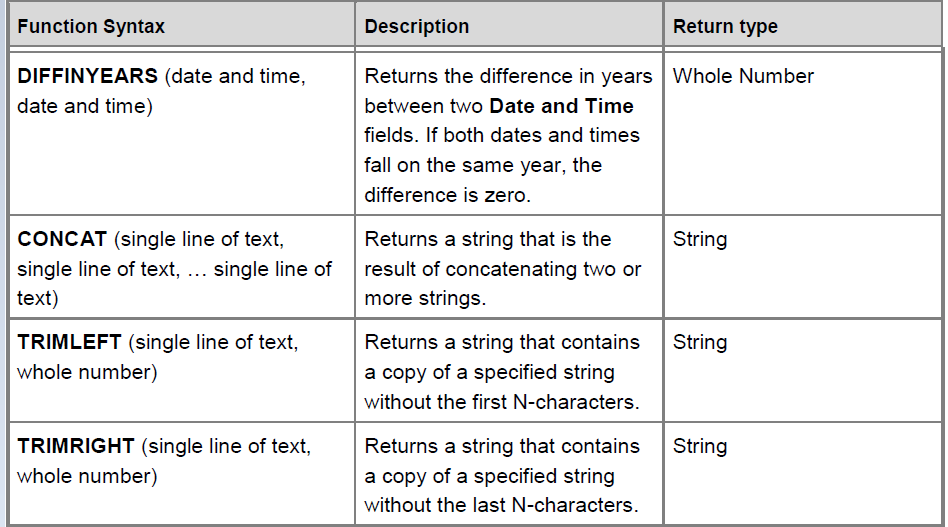 Function Syntax
Description
Return type
DIFFINYEARS (date and time,
date and time)
Returns the difference in years
between two Date and Time
fields. If both dates and times
fall on the same year, the
difference is zero.
Whole Number
CONCAT (single line of text,
single line of text, … single line of
text)
Returns a string that is the
result of concatenating two or
more strings.
String
TRIMLEFT (single line of text,
whole number)
Returns a string that contains
a copy of a specified string
without the first N-characters.
String
TRIMRIGHT (single line of text,
whole number)
Returns a string that contains
a copy of a specified string
without the last N-characters.
String